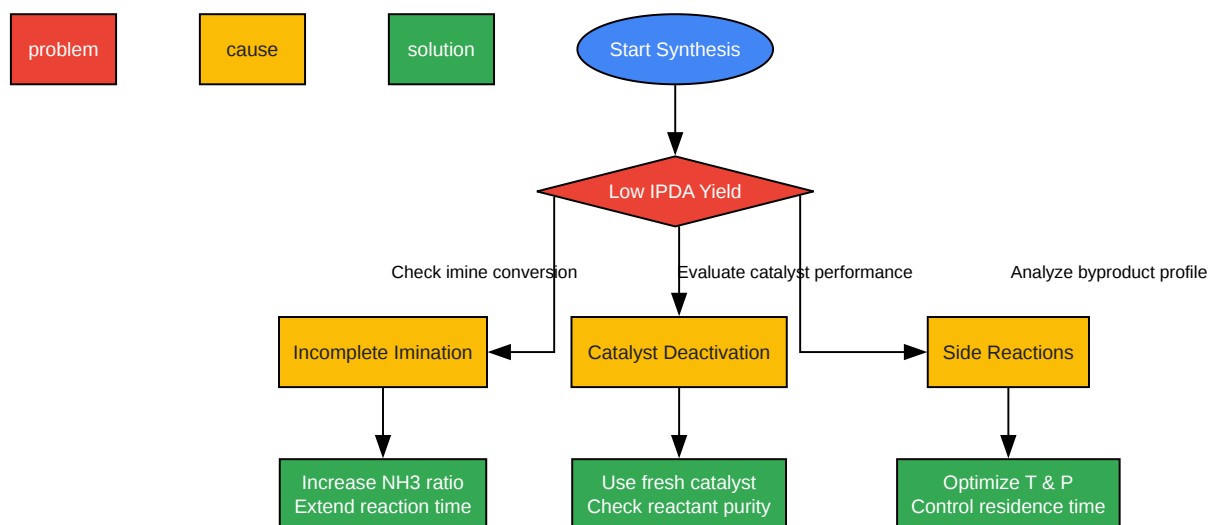 problem
cause
solution
Start Synthesis
Low IPDA Yield
Check imine conversion
Evaluate catalyst performance
Analyze byproduct profile
Incomplete Imination
Catalyst Deactivation
Side Reactions
Increase NH3 ratio
Extend reaction time
Use fresh catalyst
Check reactant purity
Optimize T & P
Control residence time